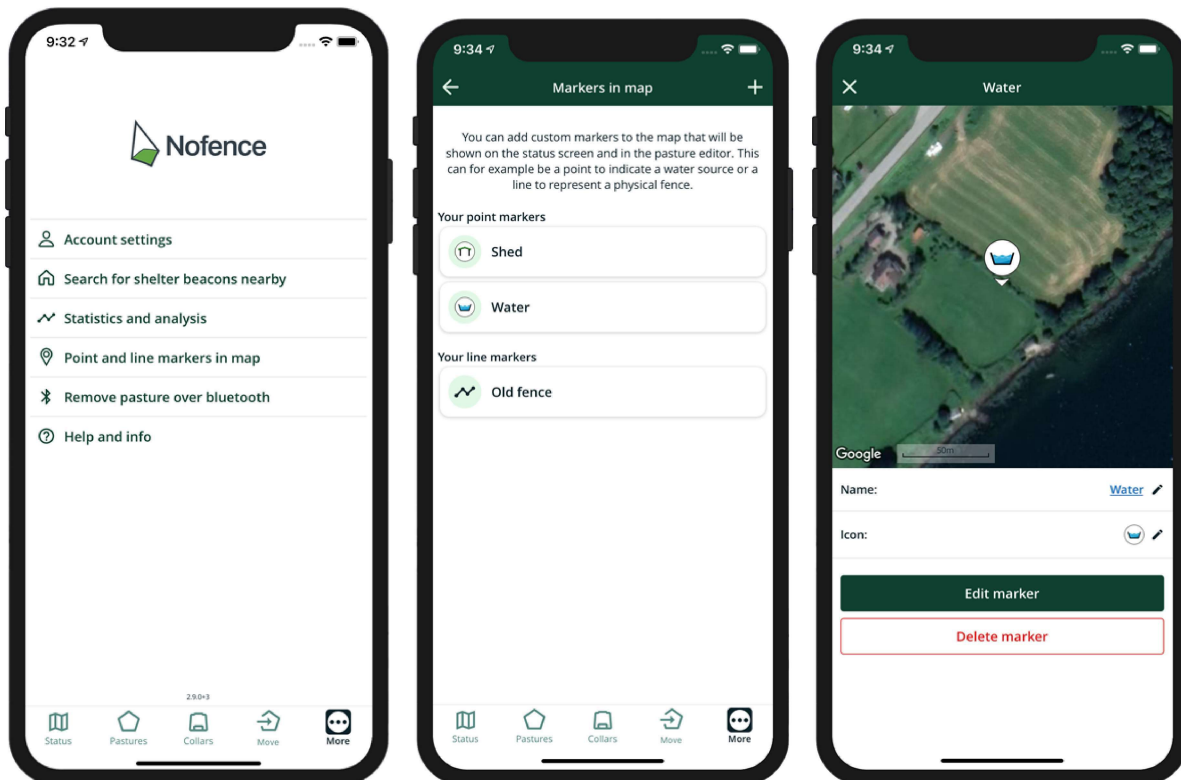 9:32
Nofence
Account settings
Search for shelter beacons nearby
Statistics and analysis
Point and line markers in map
Remove pasture over bluetooth
Help and info
2.9.0+3
Status
Pastures
Collars
Move
More
9:34
Markers in map
You can add custom markers to the map that will be
shown on the status screen and in the pasture editor. This
can for example be a point to indicate a water source or a
line to represent a physical fence.
Your point markers
Shed
Water
Your line markers
Old fence
Status
Pastures
Collars
Move
More
9:34
Water
Google
50m
Name:
Water
Icon:
Edit marker
Delete marker